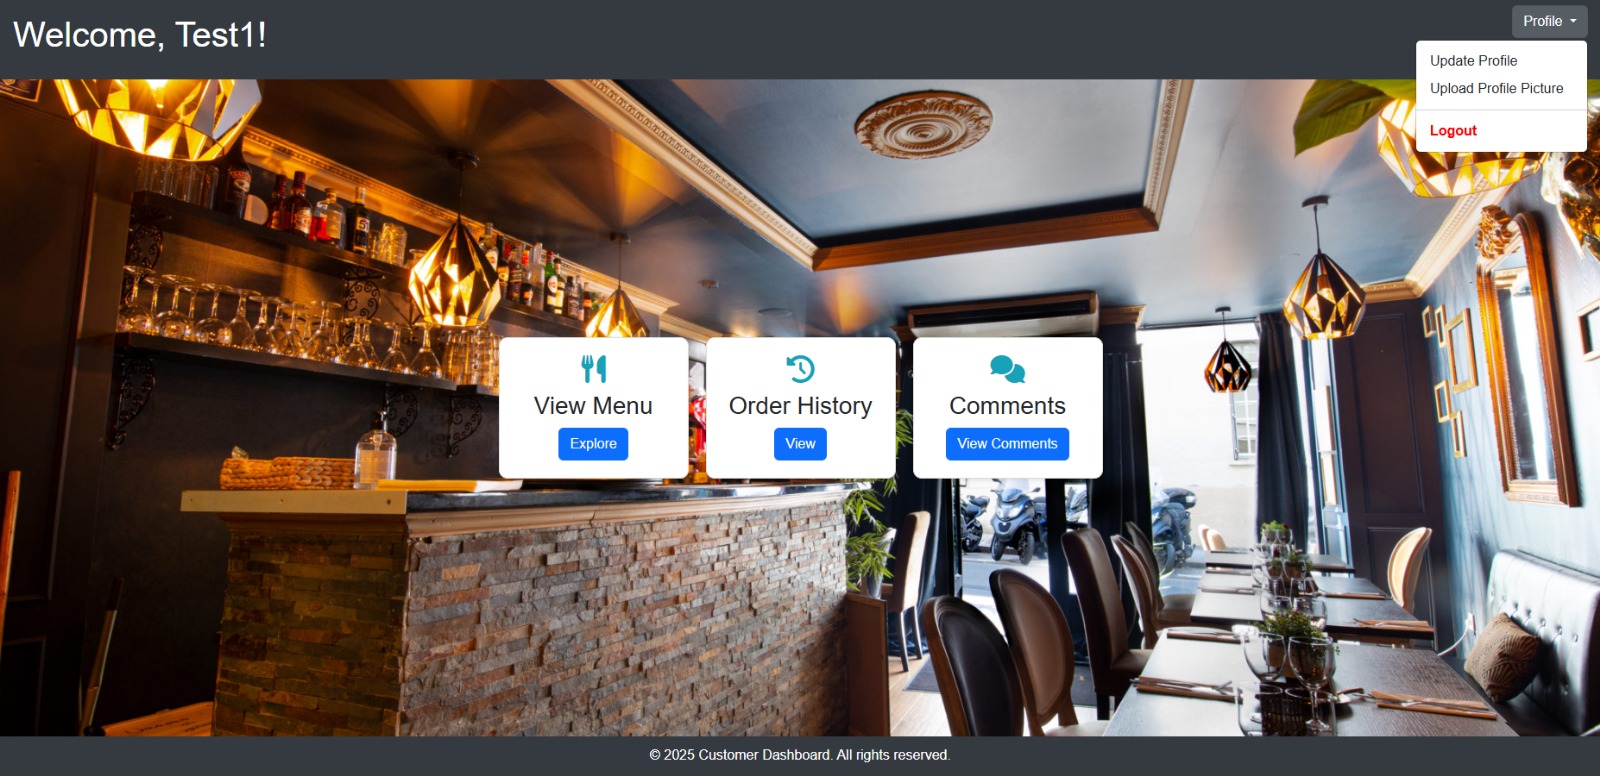 Welcome, Test1!
Profile
Update Profile
Upload Profile Picture
Logout
View Menu
Explore
Order History
View
Comments
View Comments
© 2025 Customer Dashboard. All rights reserved.